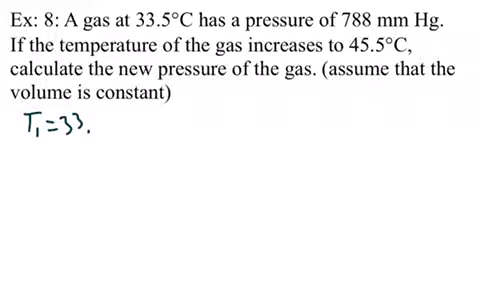 Ex: 8: A gas at 33.5°C has a pressure of 788 mm Hg.
If the temperature of the gas increases to 45.5°C,
calculate the new pressure of the gas. (assume that the
volume is constant)
T₁=33.